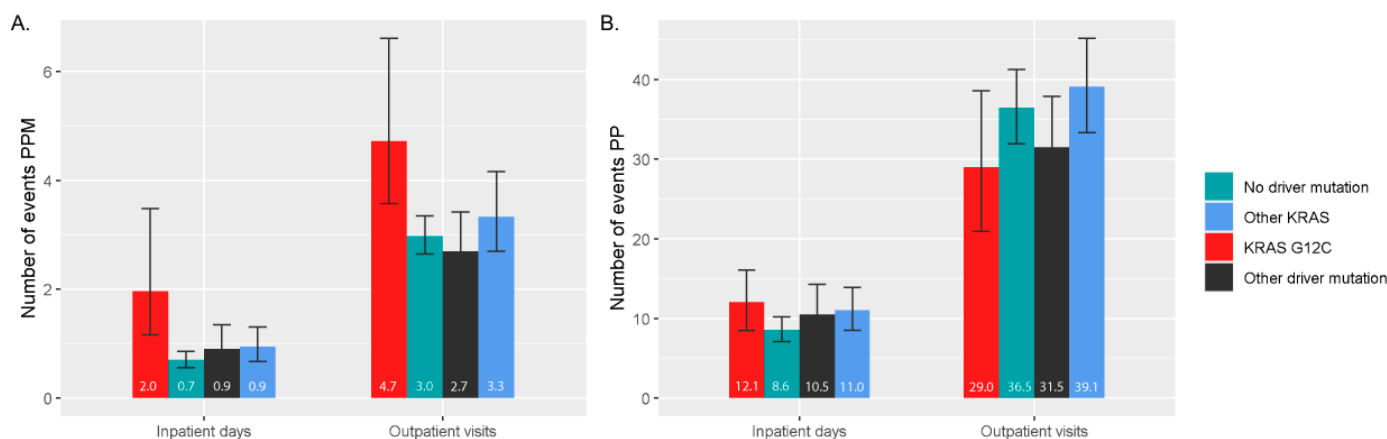 A.
Number of events PPM
6
4
2
0
2.0 0.7 0.9 0.9
4.7 3.0 2.7 3.3
Inpatient days Outpatient visits
B.
Number of events PP
40
30
20
10
0
12.1 8.6 10.5 11.0
29.0 36.5 31.5 39.1
Inpatient days Outpatient visits
No driver mutation
Other KRAS
KRAS G12C
Other driver mutation